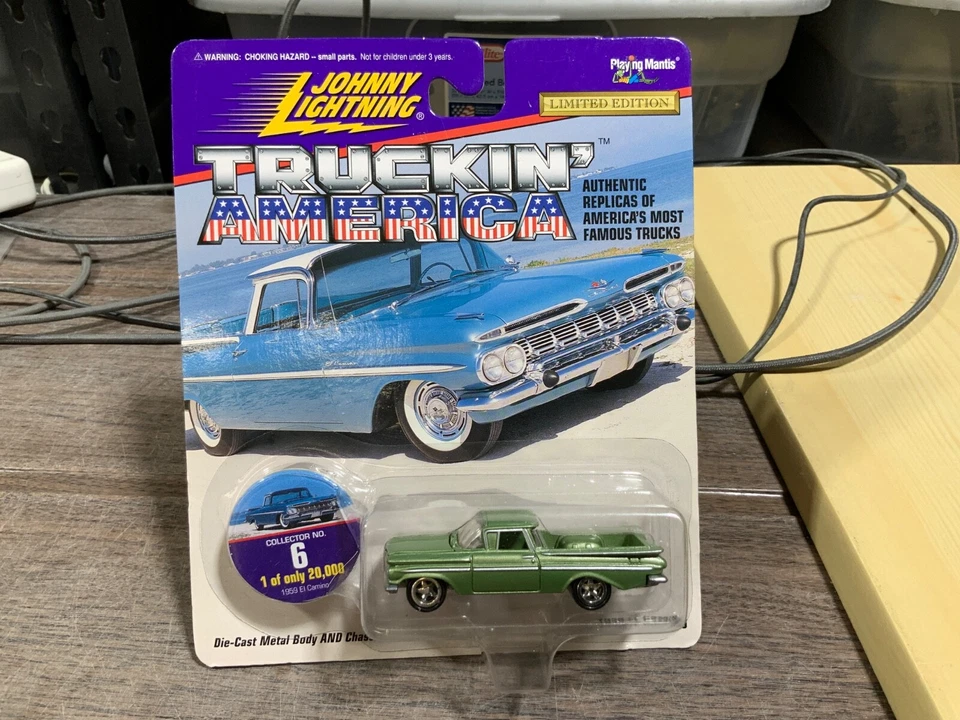 ⚠ WARNING: CHOKING HAZARD -- small parts. Not for children under 3 years.
Playing Mantis®
JOHNNY
LIGHTNING®
LIMITED EDITION
TRUCKIN'™
AMERICA
AUTHENTIC
REPLICAS OF
AMERICA'S MOST
FAMOUS TRUCKS
COLLECTOR NO.
6
1 of only 20,000
1959 El Camino
Die-Cast Metal Body AND